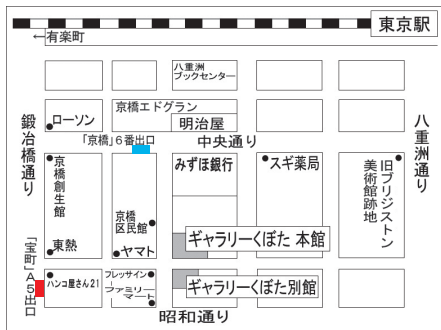 東京駅
←有楽町
八重洲
ブックセンター
京橋エドグラン
ローソン
明治屋
「京橋」6番出口
中央通り
鍛冶橋通り
八重洲通り
京橋創生館
みずほ銀行
スギ薬局
旧ブリジストン
美術館跡地
京橋
区民館
東熱
ヤマト
ギャラリーくぼた 本館
「宝町」A5出口
ハンコ屋さん21
フレッサイン
ファミリー
マート
ギャラリーくぼた別館
昭和通り